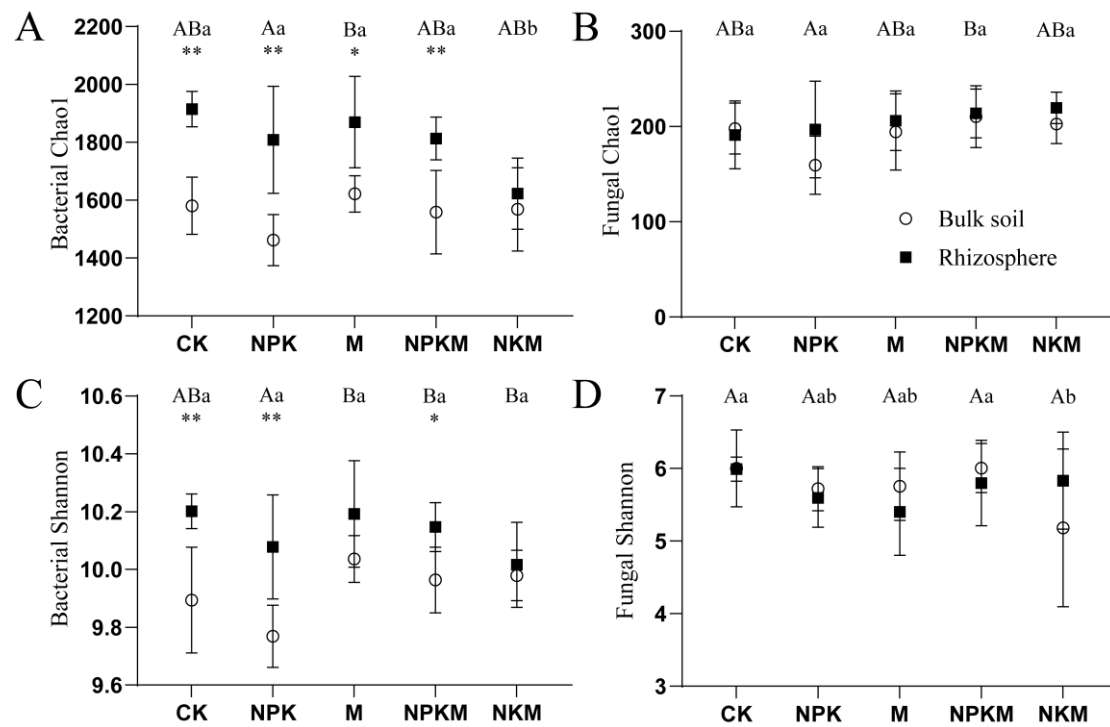 A
2200
2000
1800
1600
1400
1200
Bacterial Chao1
ABa Aa Ba ABa ABb
** ** * **
CK NPK M NPKM NKM
B
300
200
100
0
Fungal Chao1
ABa Aa ABa Ba ABa
Bulk soil
Rhizosphere
CK NPK M NPKM NKM
C
10.6
10.4
10.2
10.0
9.8
9.6
Bacterial Shannon
ABa Aa Ba Ba Ba
** ** *
CK NPK M NPKM NKM
D
7
6
5
4
3
Fungal Shannon
Aa Aab Aab Aa Ab
CK NPK M NPKM NKM